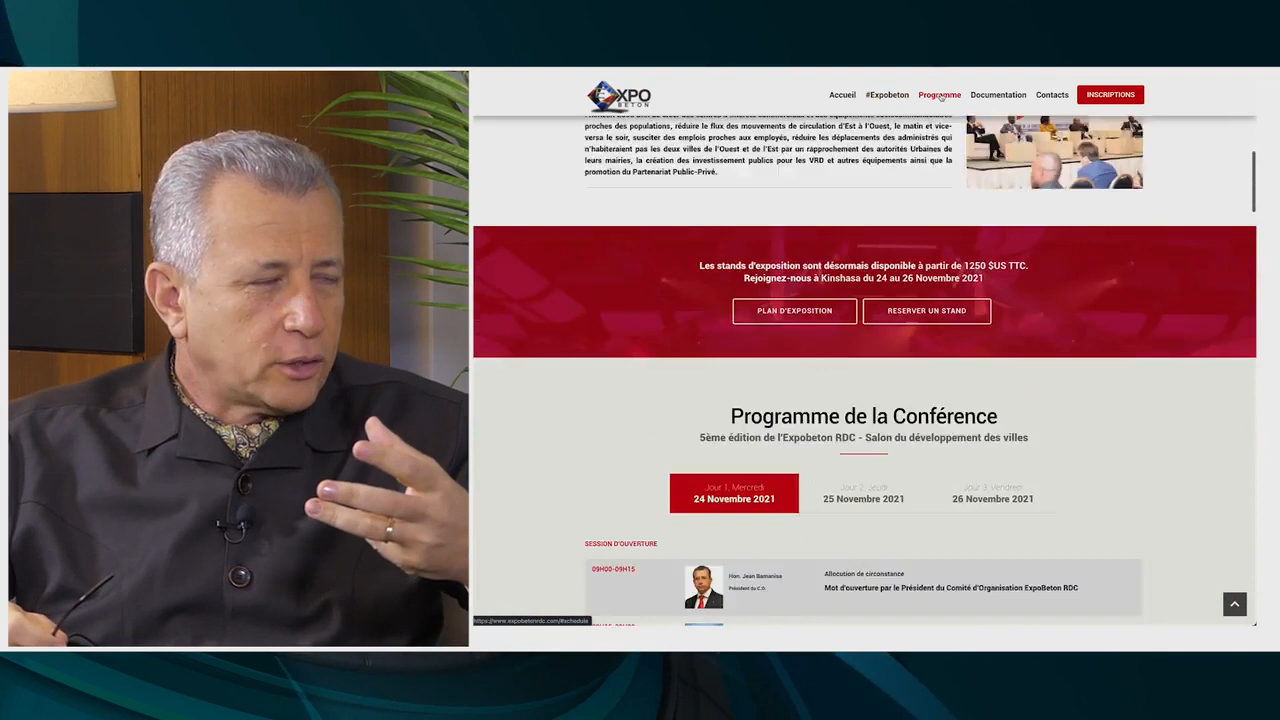 EXPO
BETON
Accueil #Expobeton Programme Documentation Contacts INSCRIPTIONS
proches des populations, réduire le flux des mouvements de circulation d'Est à l'Ouest, le matin et vice-
versa le soir, susciter des emplois proches aux employés, réduire les déplacements des administrés qui
n'habiteraient pas les deux villes de l'Ouest et de l'Est par un rapprochement des autorités Urbaines de
leurs mairies, la création des investissement publics pour les VRD et autres équipements ainsi que la
promotion du Partenariat Public-Privé.
Les stands d'exposition sont désormais disponible à partir de 1250 $US TTC.
Rejoignez-nous à Kinshasa du 24 au 26 Novembre 2021
PLAN D'EXPOSITION RESERVER UN STAND
Programme de la Conférence
5ème édition de l'Expobeton RDC - Salon du développement des villes
Jour 1, Mercredi Jour 2, Jeudi Jour 3, Vendredi
24 Novembre 2021 25 Novembre 2021 26 Novembre 2021
SESSION D'OUVERTURE
09H00-09H15
Hon. Jean Bamanisa
Président du C.O.
Allocution de circonstance
Mot d'ouverture par le Président du Comité d'Organisation ExpoBeton RDC
https://www.expobetonrdc.com/#schedule